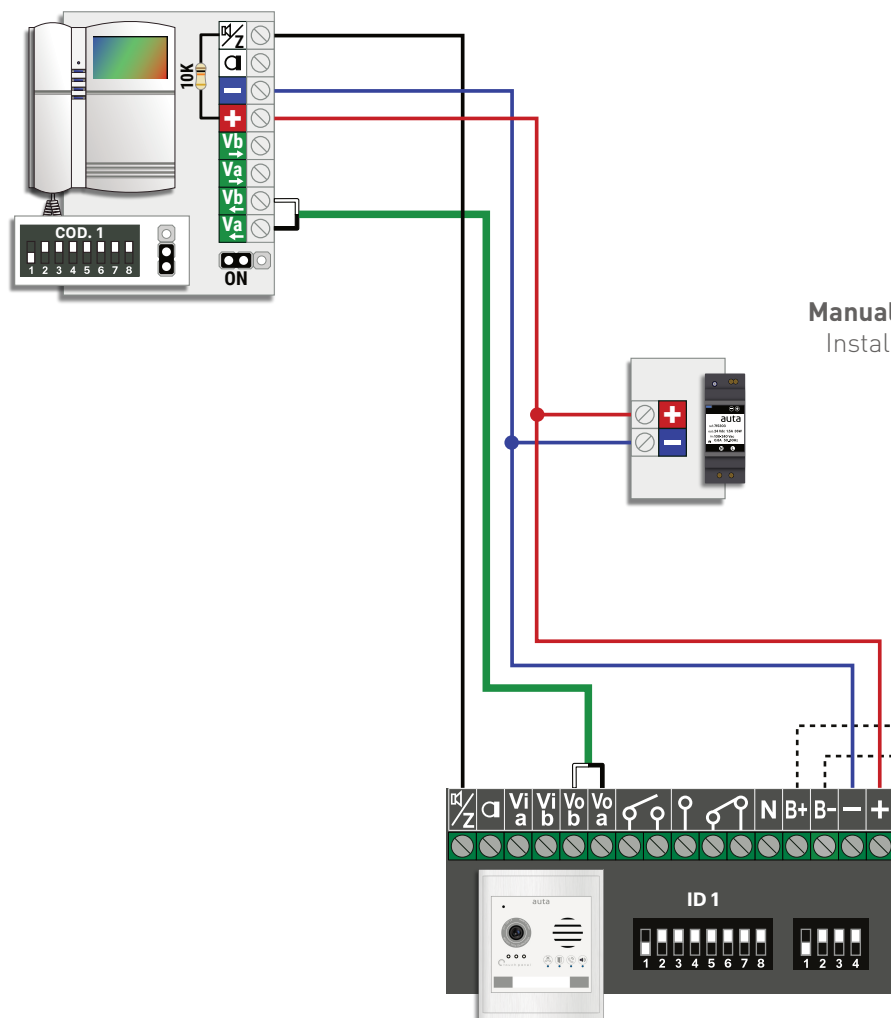 10K
Z
−
+
Vb
Va
Vb
Va
COD. 1
1 2 3 4 5 6 7 8
ON
Manual
Instal
+
−
auta
Z
Vi a
Vi b
Vo b
Vo a
N
B+
B-
−
+
auta
ID 1
1 2 3 4 5 6 7 8
1 2 3 4